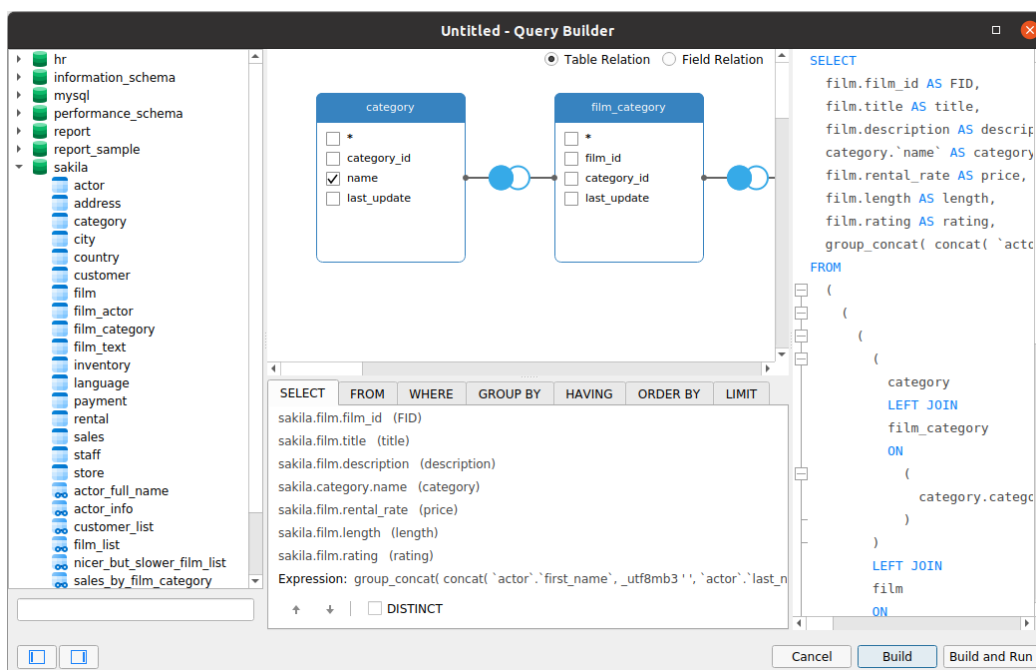 Untitled - Query Builder
hr
information_schema
mysql
performance_schema
report
report_sample
sakila
actor
address
category
city
country
customer
film
film_actor
film_category
film_text
inventory
language
payment
rental
sales
staff
store
actor_full_name
actor_info
customer_list
film_list
nicer_but_slower_film_list
sales_by_film_category
Table Relation Field Relation
category
*
category_id
name
last_update
film_category
*
film_id
category_id
last_update
SELECT FROM WHERE GROUP BY HAVING ORDER BY LIMIT
sakila.film.film_id (FID)
sakila.film.title (title)
sakila.film.description (description)
sakila.category.name (category)
sakila.film.rental_rate (price)
sakila.film.length (length)
sakila.film.rating (rating)
Expression: group_concat( concat( `actor`.`first_name`, _utf8mb3 ' ', `actor`.`last_n
DISTINCT
SELECT
film.film_id AS FID,
film.title AS title,
film.description AS descrip
category.`name` AS category
film.rental_rate AS price,
film.length AS length,
film.rating AS rating,
group_concat( concat( `acto
FROM
(
(
(
(
category
LEFT JOIN
film_category
ON
(
category.catego
)
)
LEFT JOIN
film
ON
Cancel Build Build and Run